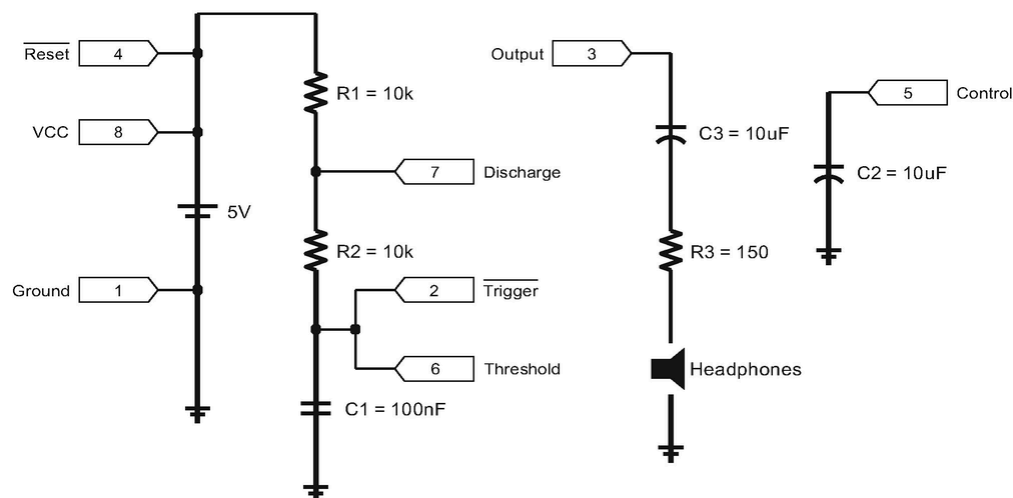 Reset 4
VCC 8
5V
Ground 1
R1 = 10k
7 Discharge
R2 = 10k
2 Trigger
6 Threshold
C1 = 100nF
Output 3
C3 = 10uF
R3 = 150
Headphones
5 Control
C2 = 10uF